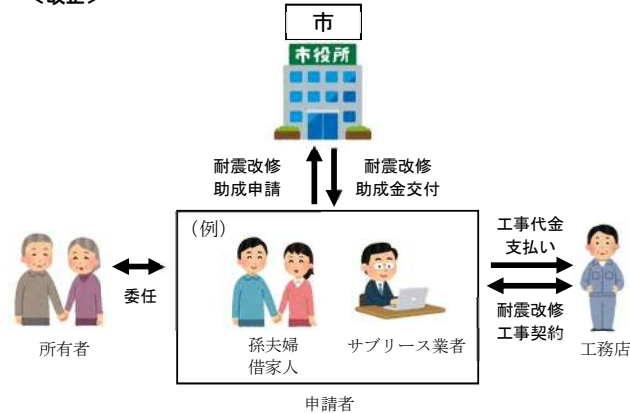 <改正>
市
市役所
耐震改修
助成申請
耐震改修
助成金交付
(例)
委任
所有者
孫夫婦
借家人
サブリース業者
工事代金
支払い
耐震改修
工事契約
工務店
申請者